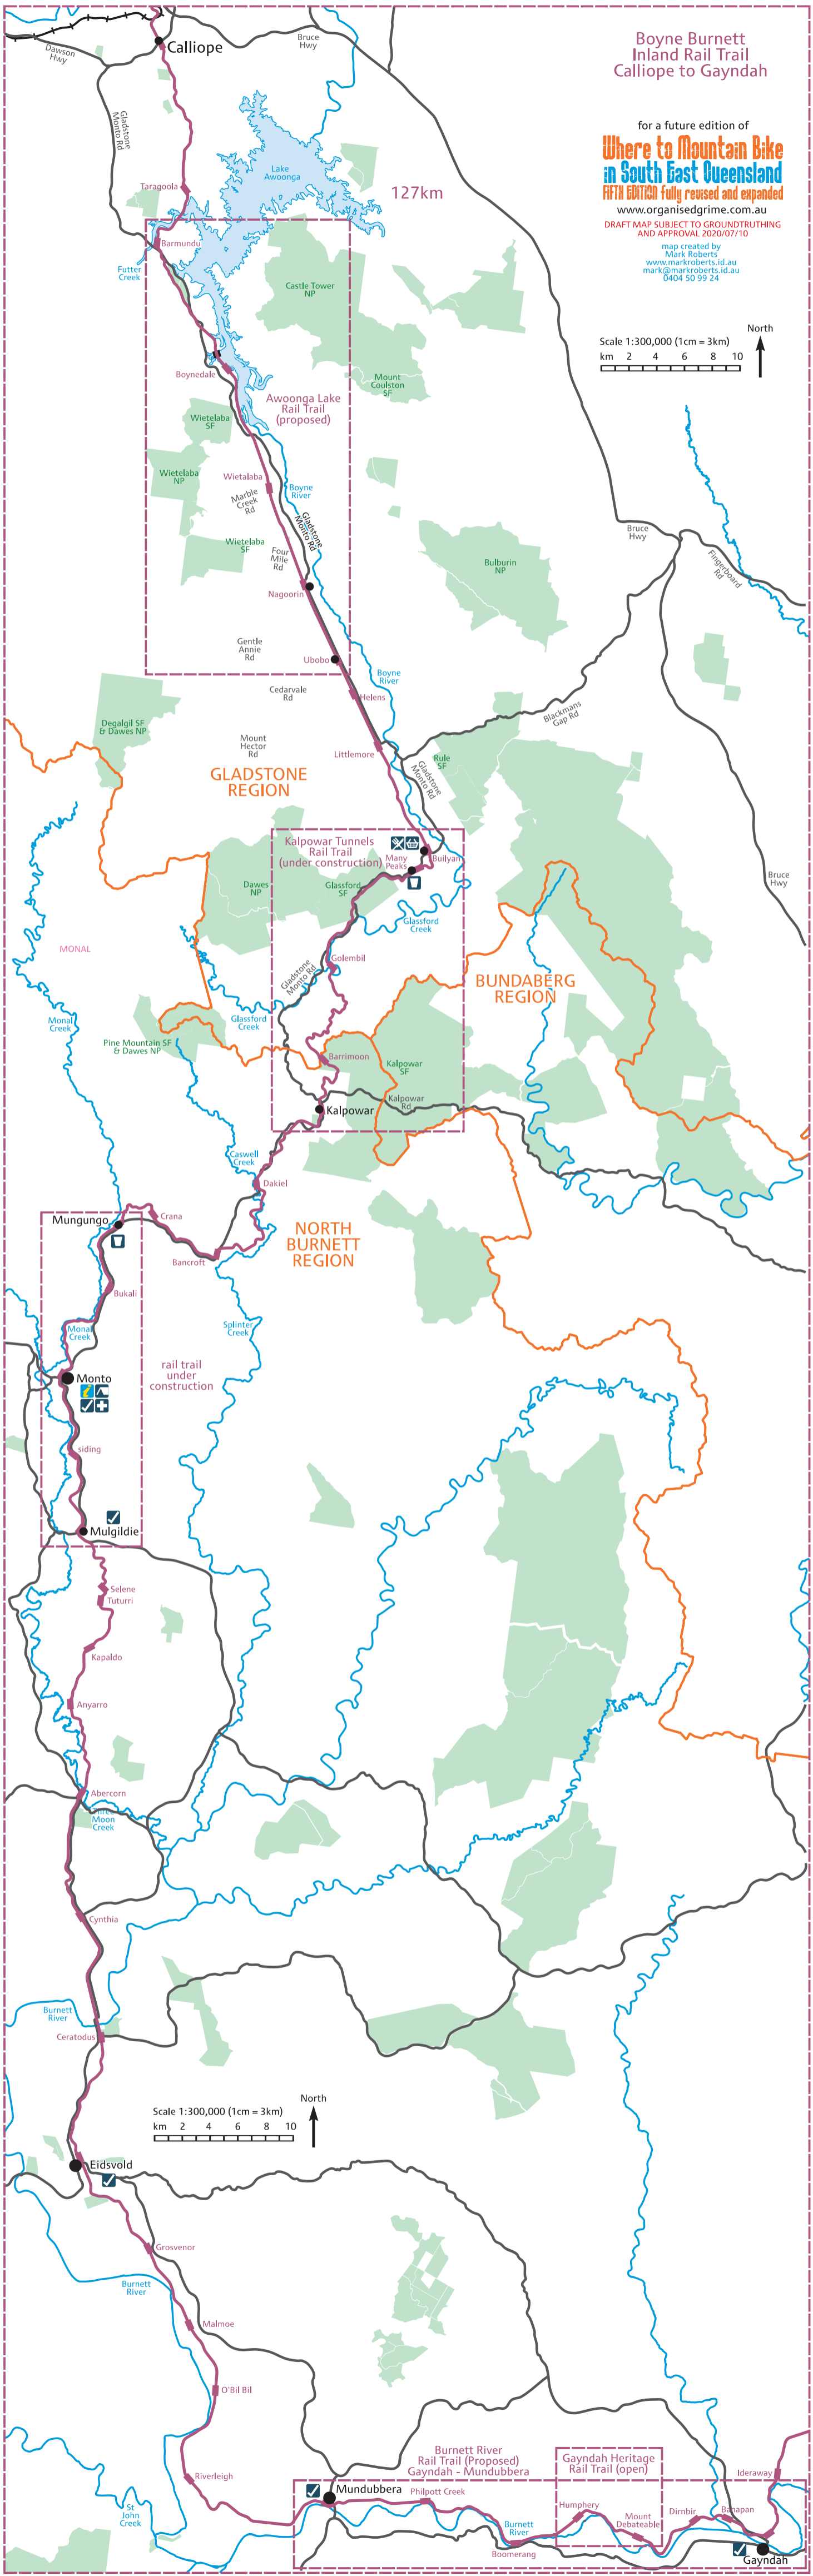 Boyne Burnett
Inland Rail Trail
Calliope to Gayndah
for a future edition of
Where to Mountain Bike
in South East Queensland
FIFTH EDITION fully revised and expanded
www.organisedgrime.com.au
DRAFT MAP SUBJECT TO GROUNDTRUTHING
AND APPROVAL 2020/07/10
map created by
Mark Roberts
www.markroberts.id.au
mark@markroberts.id.au
0404 50 99 24
North
Scale 1:300,000 (1cm = 3km)
km 2 4 6 8 10
Calliope
Dawson
Hwy
Bruce
Hwy
Gladstone
Monto Rd
Lake
Awoonga
127km
Taragoola
Barmundu
Futter
Creek
Castle Tower
NP
Boynedale
Mount
Coulston
SF
Awoonga Lake
Rail Trail
(proposed)
Wietelaba
SF
Wietelaba
NP
Wietalaba
Marble
Creek
Rd
Boyne
River
Gladstone
Monto Rd
Bruce
Hwy
Fingerboard
Rd
Wietelaba
SF
Four
Mile
Rd
Bulburin
NP
Nagoorin
Gentle
Annie
Rd
Ubobo
Boyne
River
Cedarvale
Rd
Helens
Blackmans
Gap Rd
Degalgil SF
& Dawes NP
Mount
Hector
Rd
Littlemore
Rule
SF
Gladstone
Monto Rd
GLADSTONE
REGION
Kalpowar Tunnels
Rail Trail
(under construction)
Many
Peaks
Builyan
Bruce
Hwy
Dawes
NP
Glassford
SF
Glassford
Creek
MONAL
Golembil
Gladstone
Monto Rd
BUNDABERG
REGION
Monal
Creek
Glassford
Creek
Pine Mountain SF
& Dawes NP
Barrimoon
Kalpowar
SF
Kalpowar
Rd
Kalpowar
Caswell
Creek
Dakiel
Mungungo
Crana
Bancroft
NORTH
BURNETT
REGION
Bukali
Monal
Creek
Splinter
Creek
Monto
rail trail
under
construction
siding
Mulgildie
Selene
Tuturri
Kapaldo
Anyarro
Abercorn
Three
Moon
Creek
Cynthia
Burnett
River
Ceratodus
North
Scale 1:300,000 (1cm = 3km)
km 2 4 6 8 10
Eidsvold
Grosvenor
Burnett
River
Malmoe
O'Bil Bil
Riverleigh
St
John
Creek
Burnett River
Rail Trail (Proposed)
Gayndah - Mundubbera
Gayndah Heritage
Rail Trail (open)
Ideraway
Mundubbera
Philpott Creek
Humphery
Mount
Debateable
Dirnbir
Banapan
Burnett
River
Boomerang
Gayndah